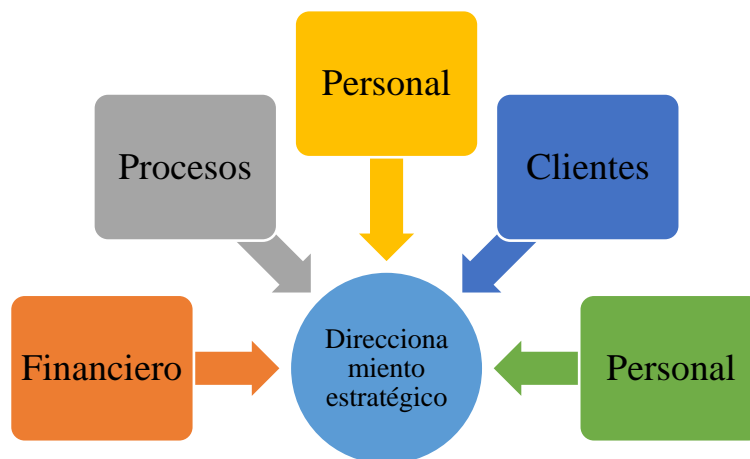 Personal
Procesos
Clientes
Financiero
Direcciona
miento
estratégico
Personal